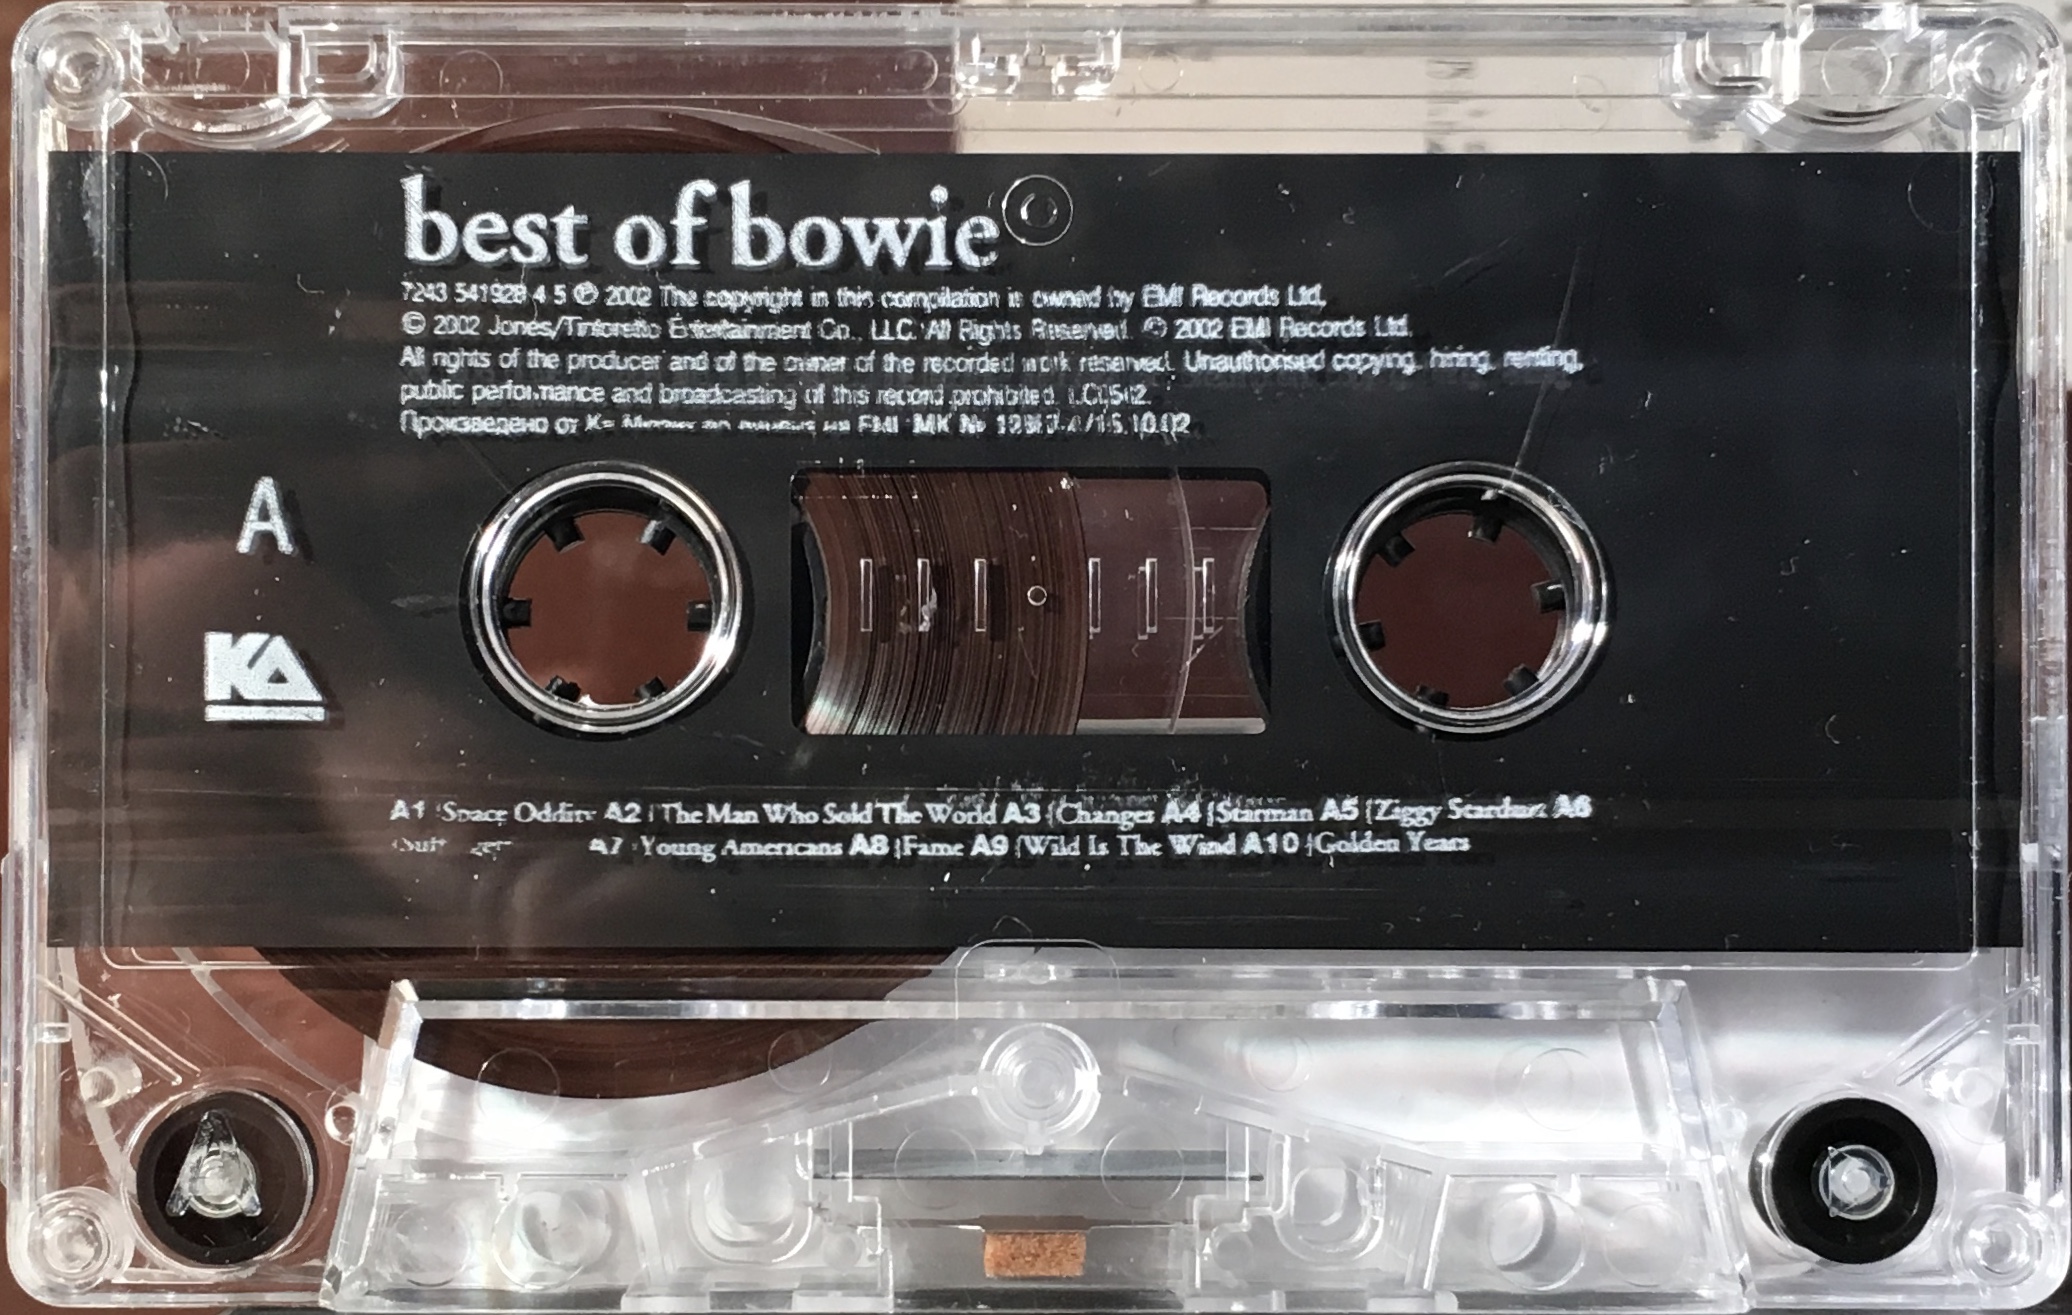 best of bowie
7243 541928 4 5 ℗ 2002 The copyright in this compilation is owned by EMI Records Ltd.
© 2002 Jones/Tintoretto Entertainment Co., LLC. All Rights Reserved. © 2002 EMI Records Ltd.
All rights of the producer and of the owner of the recorded work reserved. Unauthorised copying, hiring, renting,
public performance and broadcasting of this record prohibited.
Произведено от EMI МК №
A
KA
A1 |Space Oddity A2 |The Man Who Sold The World A3 |Changes A4 |Starman A5 |Ziggy Stardust A6
A7 |Young Americans A8 |Fame A9 |Wild Is The Wind A10 |Golden Years